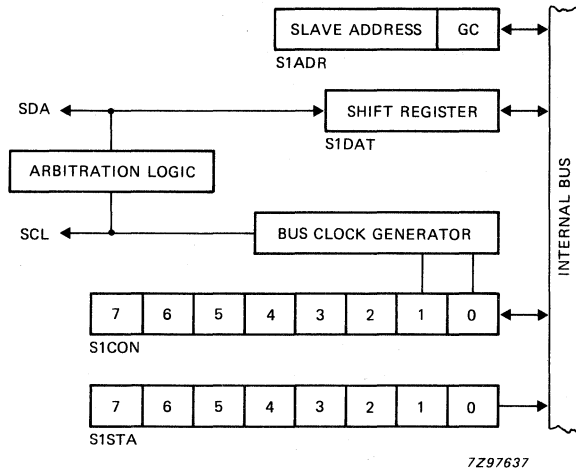 SLAVE ADDRESS GC
S1ADR
SDA
SHIFT REGISTER
S1DAT
ARBITRATION LOGIC
INTERNAL BUS
SCL
BUS CLOCK GENERATOR
7 6 5 4 3 2 1 0
S1CON
7 6 5 4 3 2 1 0
S1STA
7Z97637